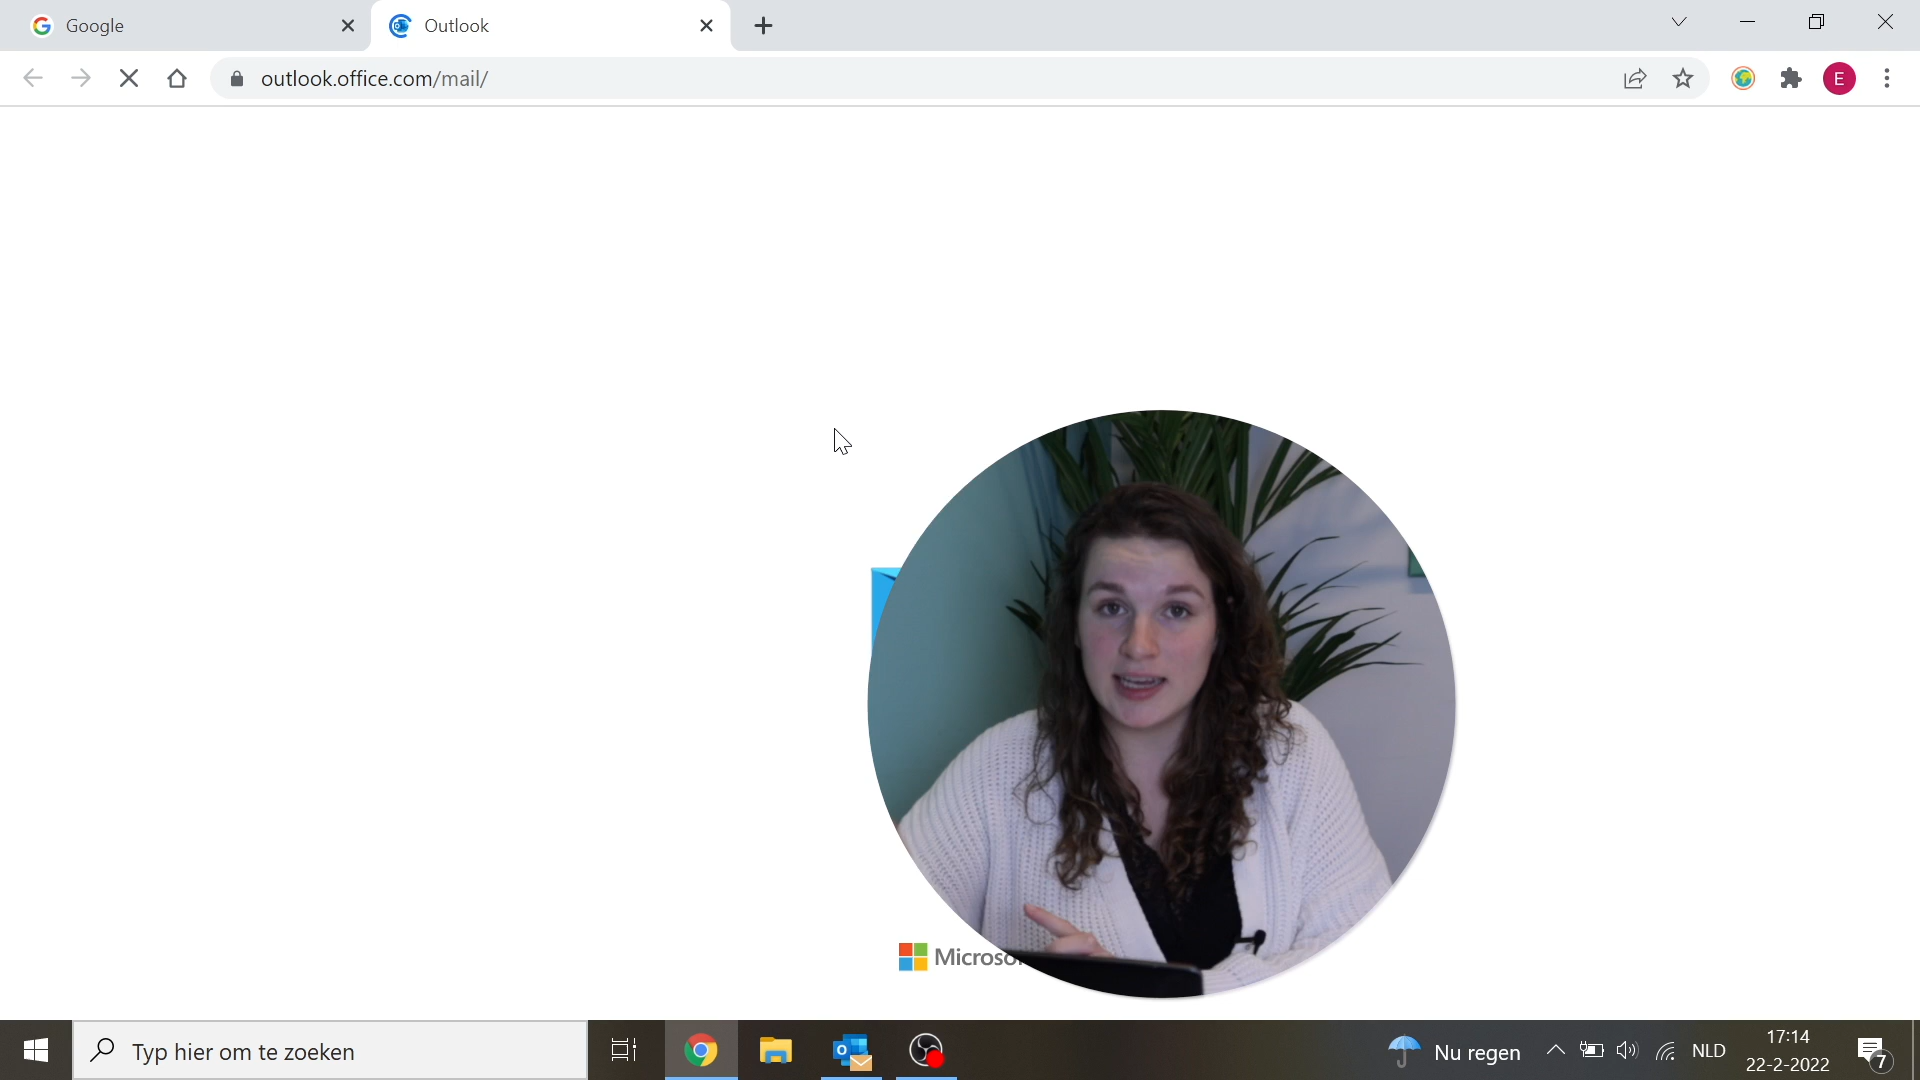 Google
Outlook
outlook.office.com/mail/
E
Typ hier om te zoeken
Nu regen
NLD
17:14
22-2-2022
7